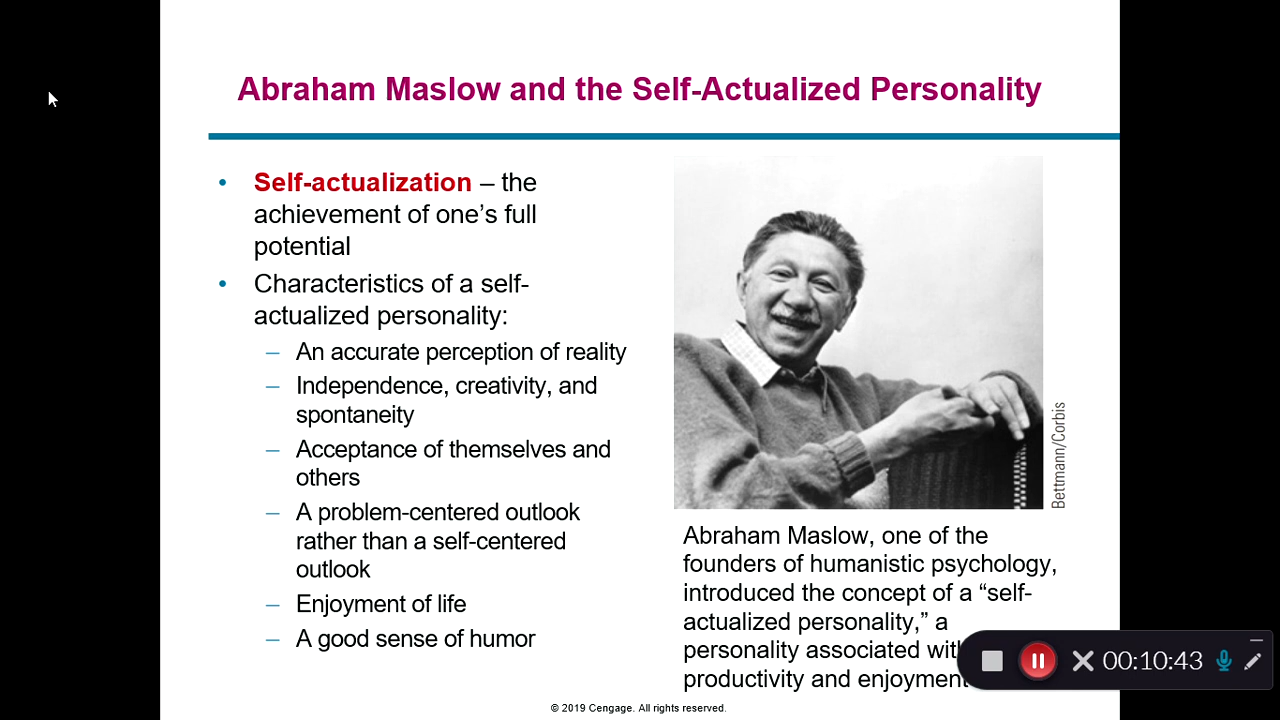 Abraham Maslow and the Self-Actualized Personality
• Self-actualization – the
achievement of one’s full
potential
• Characteristics of a self-
actualized personality:
– An accurate perception of reality
– Independence, creativity, and
spontaneity
– Acceptance of themselves and
others
– A problem-centered outlook
rather than a self-centered
outlook
– Enjoyment of life
– A good sense of humor
Bettmann/Corbis
Abraham Maslow, one of the
founders of humanistic psychology,
introduced the concept of a “self-
actualized personality,” a
personality associated
productivity and enjoyment
00:10:43
© 2019 Cengage. All rights reserved.